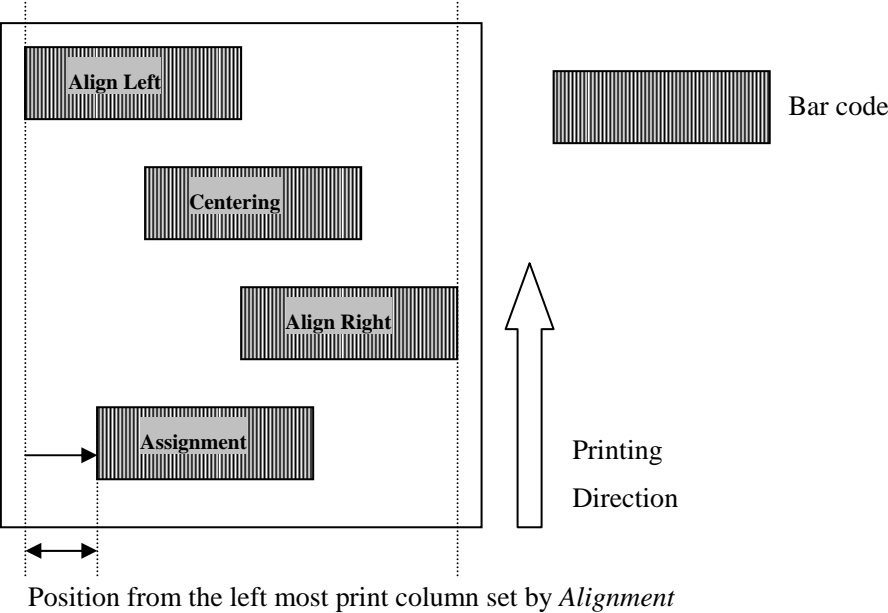 Align Left
Bar code
Centering
Align Right
Assignment
Printing
Direction
Position from the left most print column set by Alignment